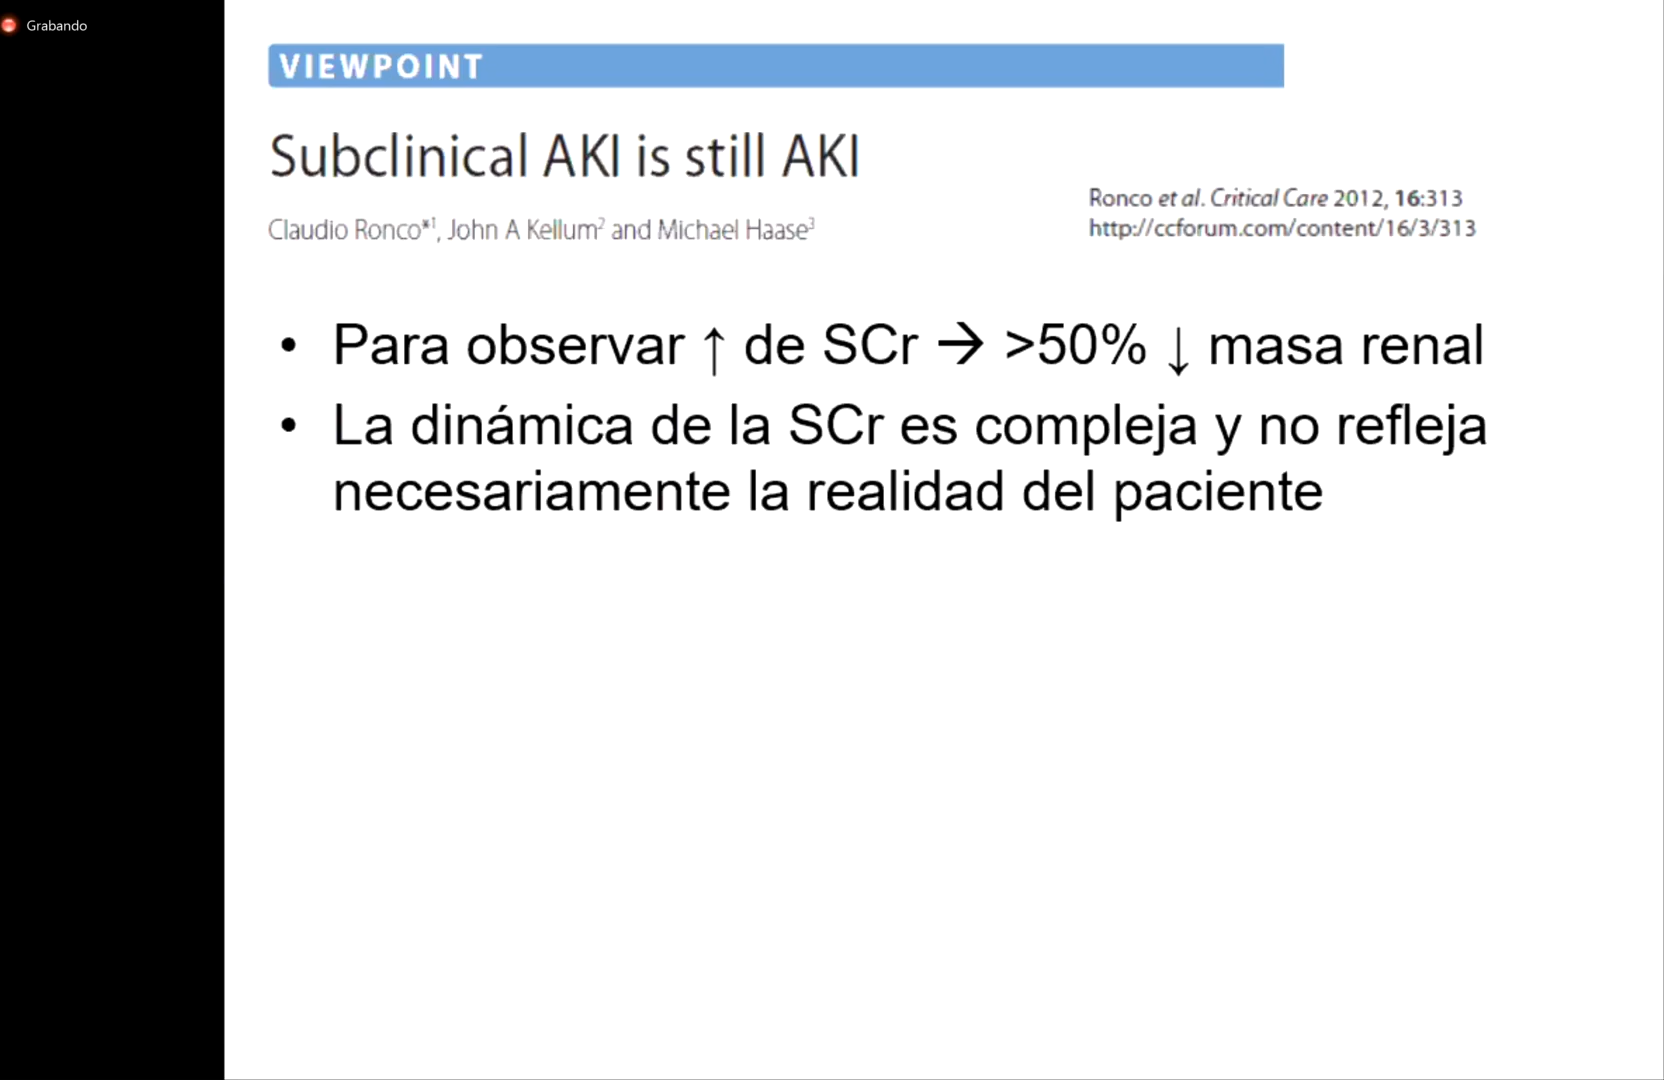 Grabando
VIEWPOINT
Subclinical AKI is still AKI
Ronco et al. Critical Care 2012, 16:313
http://ccforum.com/content/16/3/313
Claudio Ronco*1, John A Kellum2 and Michael Haase3
• Para observar ↑ de SCr → >50% ↓ masa renal
• La dinámica de la SCr es compleja y no refleja
necesariamente la realidad del paciente